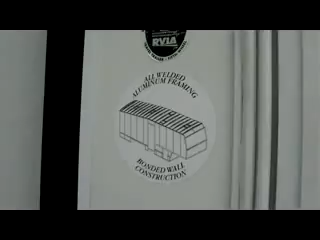 RVIA
ALL WELDED
ALUMINUM FRAMING
BONDED WALL
CONSTRUCTION